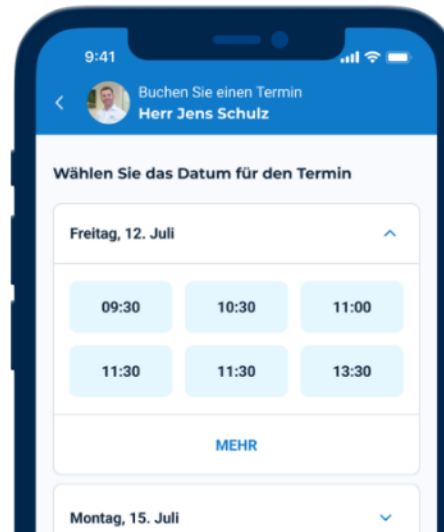 9:41
Buchen Sie einen Termin
Herr Jens Schulz
Wählen Sie das Datum für den Termin
Freitag, 12. Juli
09:30 10:30 11:00
11:30 11:30 13:30
MEHR
Montag, 15. Juli